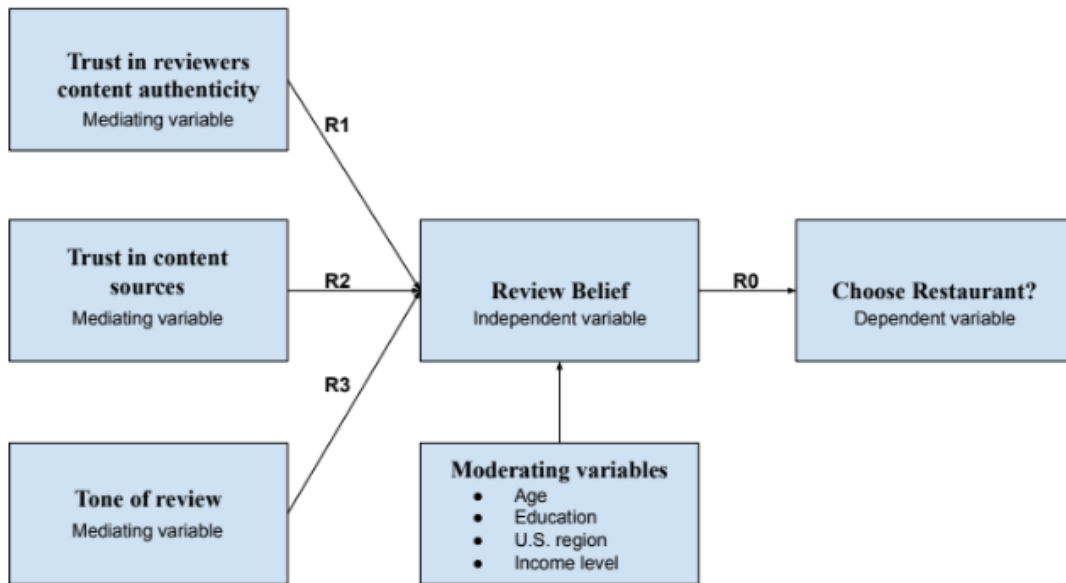 Trust in reviewers
content authenticity
Mediating variable
R1
Trust in content
sources
Mediating variable
R2
Review Belief
Independent variable
R0
Choose Restaurant?
Dependent variable
R3
Tone of review
Mediating variable
Moderating variables
● Age
● Education
● U.S. region
● Income level